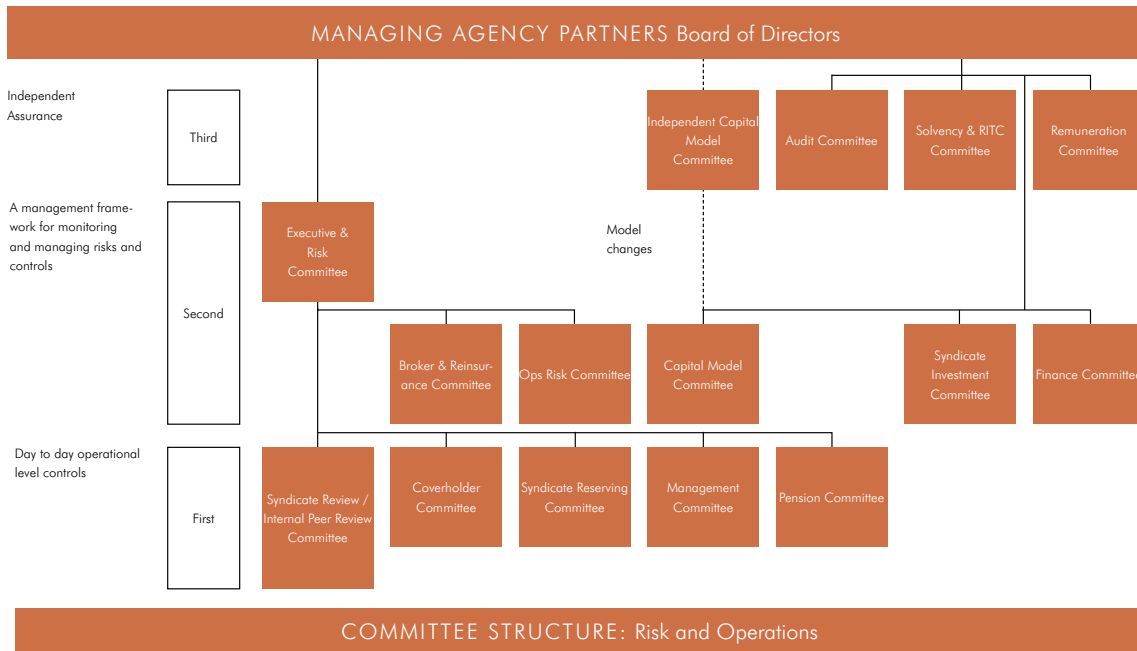 MANAGING AGENCY PARTNERS Board of Directors
Independent
Assurance
Third
Independent Capital
Model
Committee
Audit Committee
Solvency & RITC
Committee
Remuneration
Committee
A management frame-
work for monitoring
and managing risks and
controls
Second
Executive &
Risk
Committee
Model
changes
Broker & Reinsur-
ance Committee
Ops Risk Committee
Capital Model
Committee
Syndicate
Investment
Committee
Finance Committee
Day to day operational
level controls
First
Syndicate Review /
Internal Peer Review
Committee
Coverholder
Committee
Syndicate Reserving
Committee
Management
Committee
Pension Committee
COMMITTEE STRUCTURE: Risk and Operations